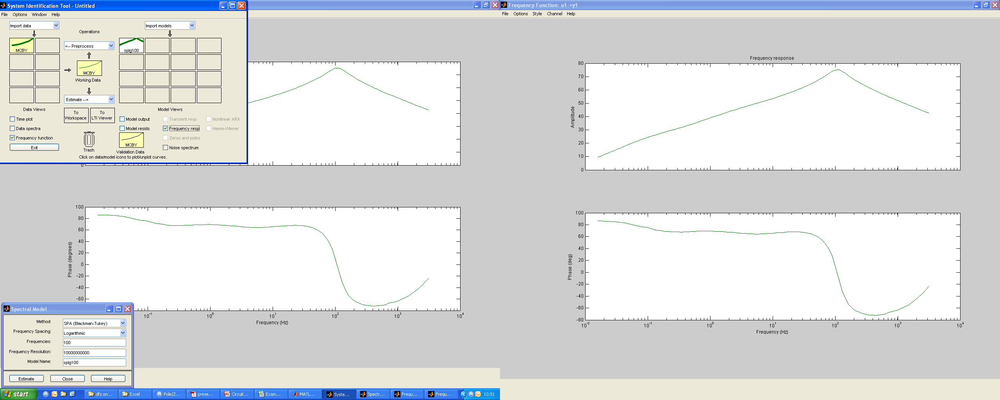 System Identification Tool - Untitled
File Options Window Help
Import data
Import models
Operations
MCBY
<-- Preprocess
splg100
MCBY
Working Data
Estimate -->
Data Views
To Workspace
To LTI Viewer
Model Views
Time plot
Model output
Transient resp
Nonlinear ARX
Data spectra
Model resids
Frequency resp
Hamm-Wiener
Frequency function
Zeros and poles
Exit
Trash
MCBY
Validation Data
Noise spectrum
Click on data/model icons to plot/unplot curves.
0
100
80
60
40
20
0
-20
-40
-60
Phase (degrees)
10^-1 10^0 10^1 10^2 10^3 10^4
Frequency (Hz)
Spectral Model
Method: SPA (Blackman-Tukey)
Frequency Spacing: Logarithmic
Frequencies: 100
Frequency Resolution: 10000000000
Model Name: splg100
Estimate Close Help
start dfs on... Excel Pole/Z... prese... Circuit... Exam... MATL... Syste... Spectr... Frequ... Frequ... 10:51
Frequency Function: u1->y1
File Options Style Channel Help
Frequency response
80
70
60
50
40
30
20
10
0
Amplitude
100
80
60
40
20
0
-20
-40
-60
-80
Phase (deg)
10^-2 10^-1 10^0 10^1 10^2 10^3 10^4
Frequency (Hz)